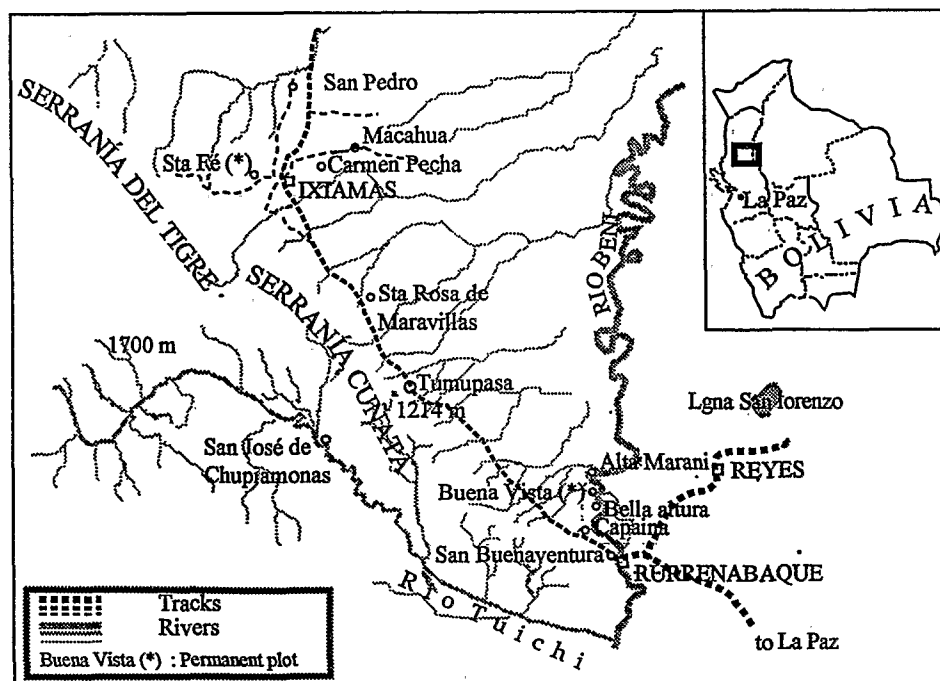 San Pedro
SERRANÍA DEL TIGRE
Macahua
Sta Fé (*)
Carmen Pecha
IXIAMAS
La Paz
BOLIVIA
RIO BENI
SERRANÍA CUÑATA
Sta Rosa de
Maravillas
1700 m
Tumupasa
1214 m
Lgna San lorenzo
San José de
Chupiamonas
Alta Marani
REYES
Buena Vista (*)
Bella altura
Capaina
San Buenaventura
RURRENABAQUE
Rio Tuichi
to La Paz
Tracks
Rivers
Buena Vista (*) : Permanent plot